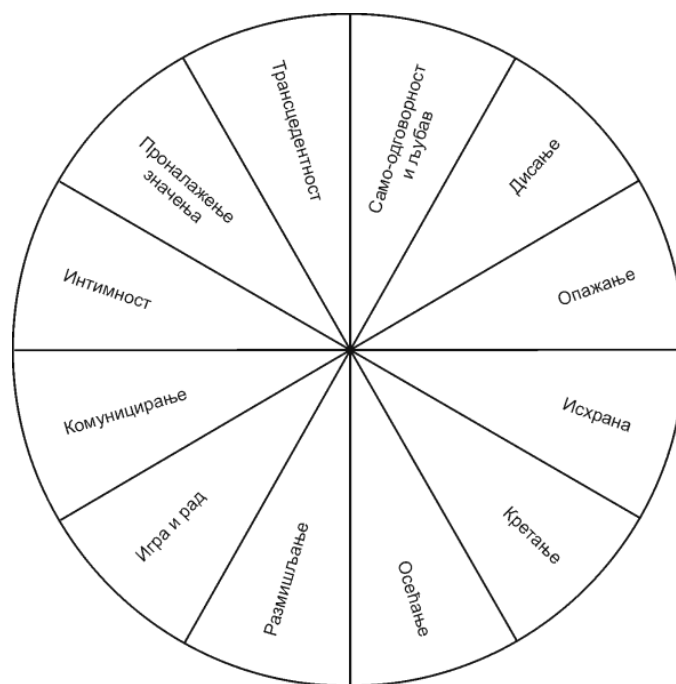 Само-одговорност
и љубав
Дисање
Опажање
Исхрана
Кретање
Осећање
Размишљање
Игра и рад
Комуницирање
Интимност
Проналажење
значења
Трансцедентност